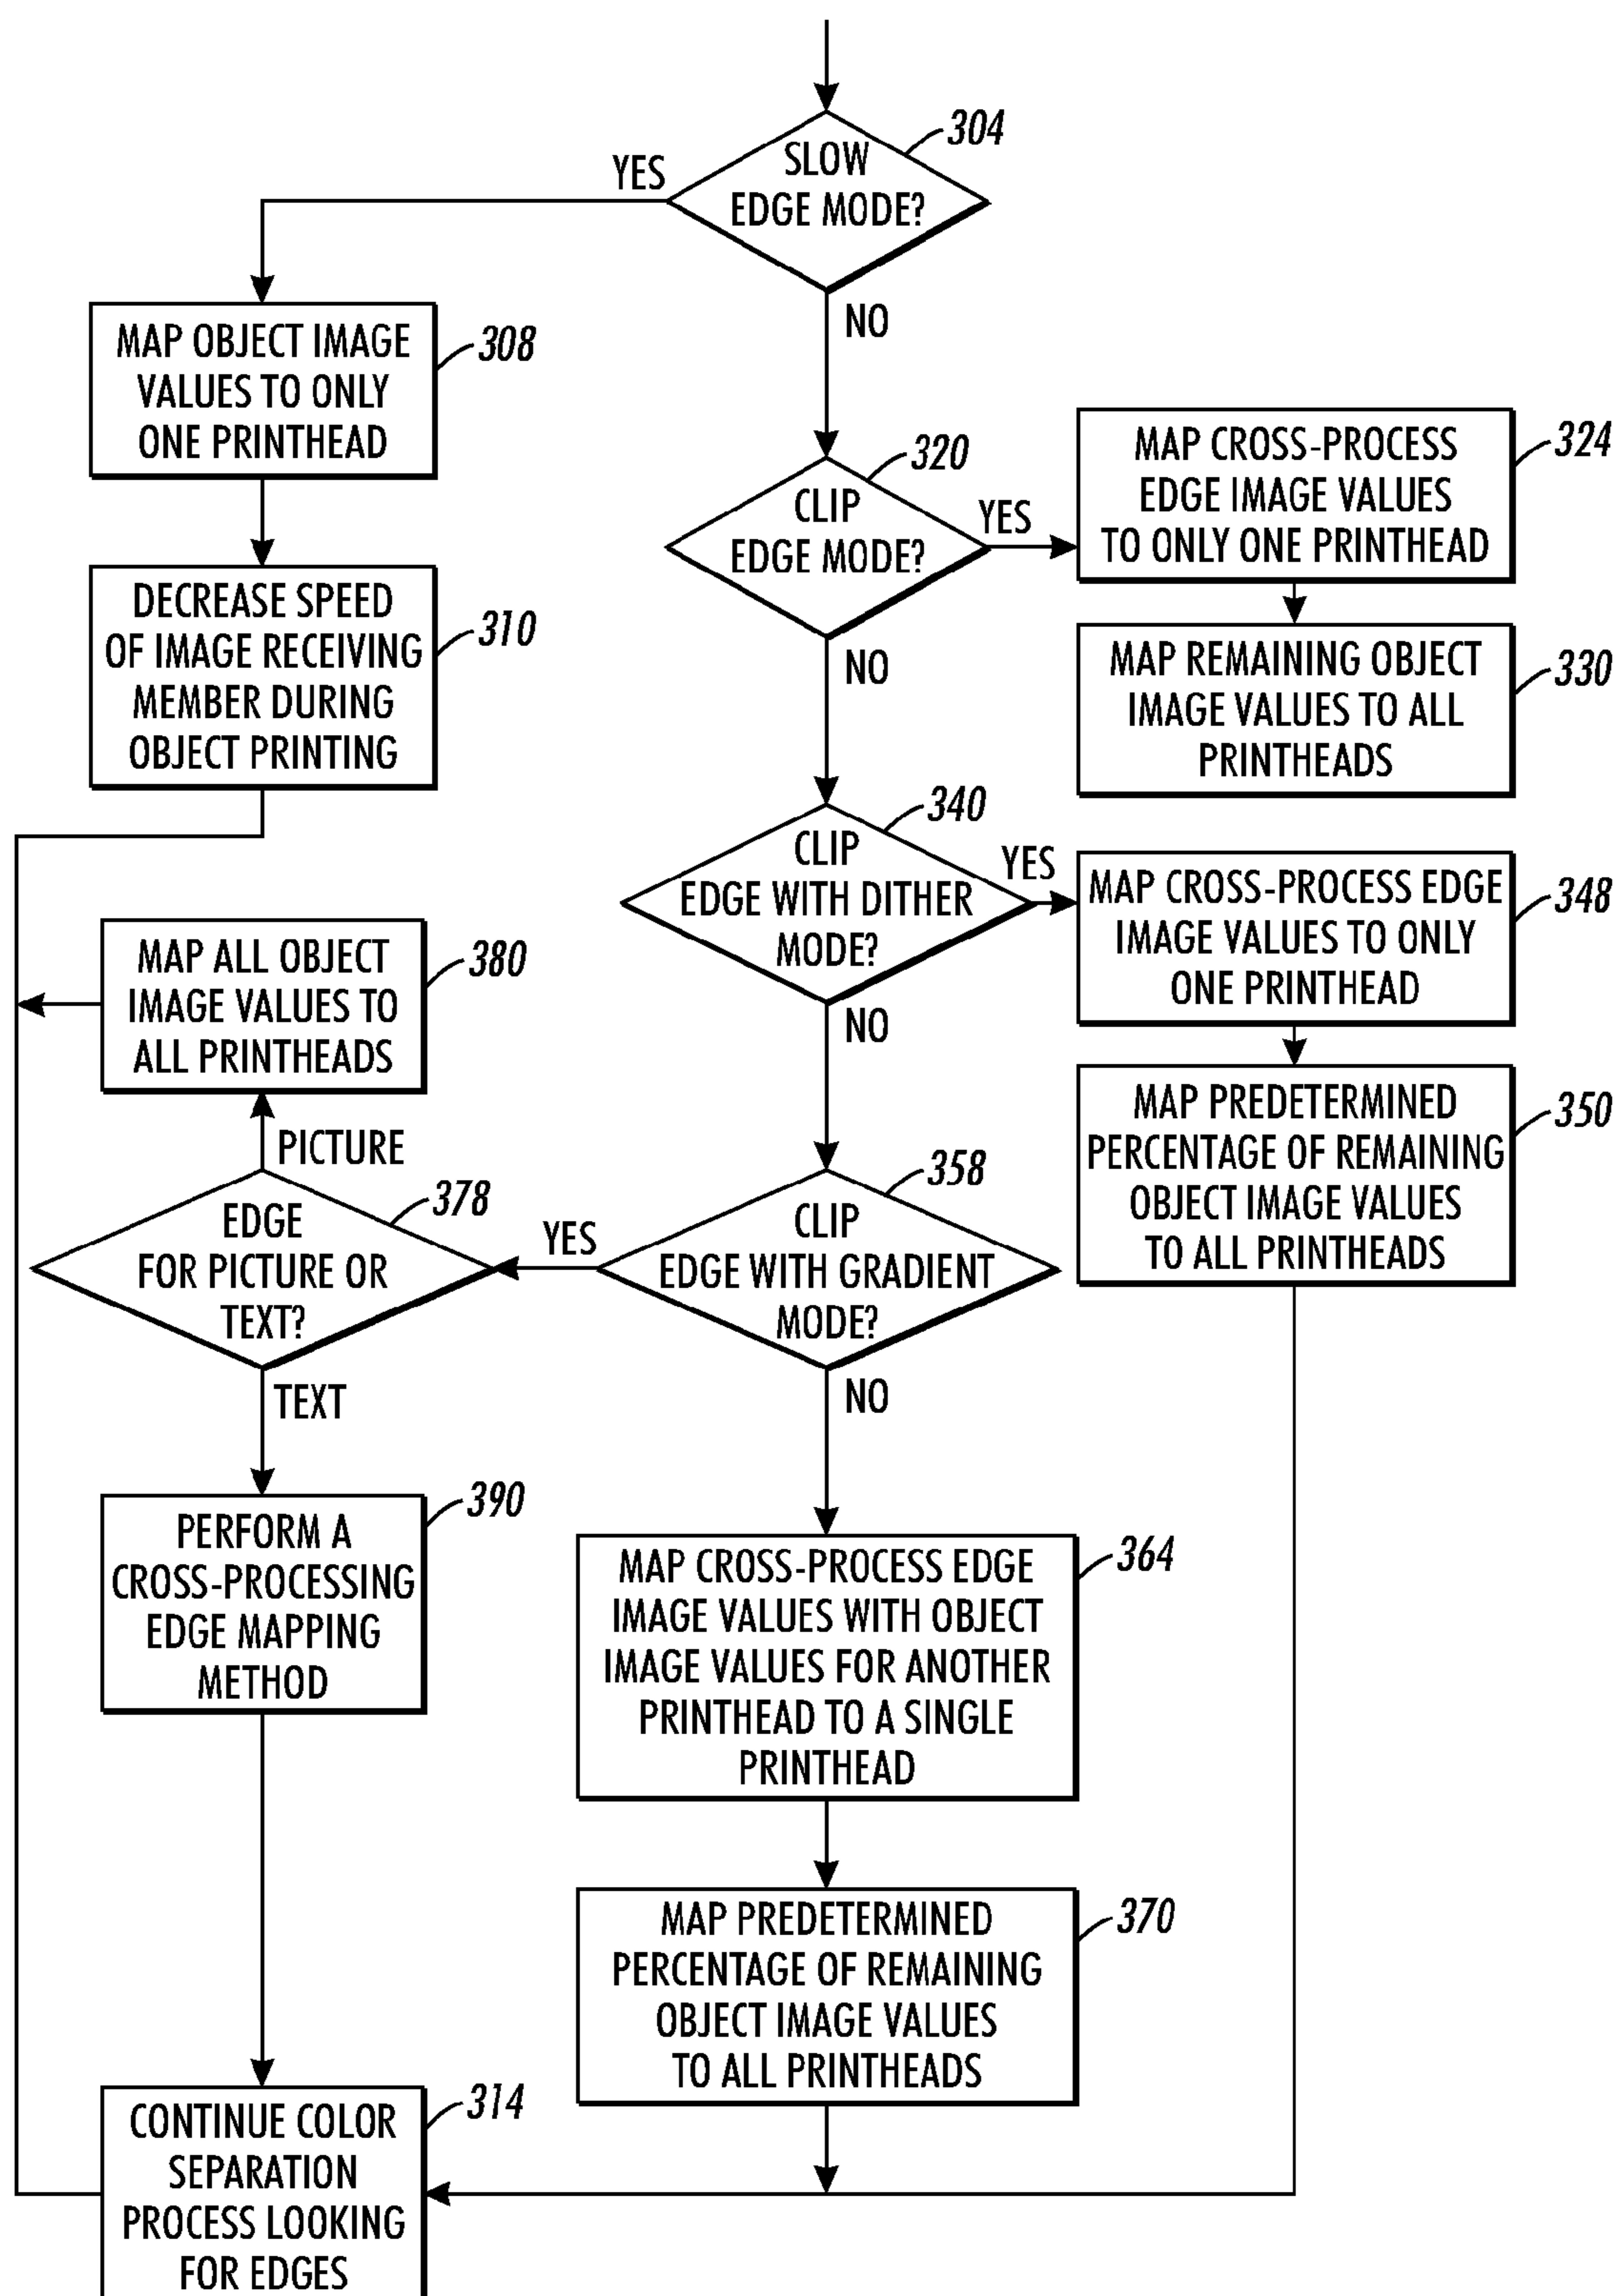 304
SLOW
EDGE MODE?
YES
NO
308
MAP OBJECT IMAGE
VALUES TO ONLY
ONE PRINTHEAD
310
DECREASE SPEED
OF IMAGE RECEIVING
MEMBER DURING
OBJECT PRINTING
320
CLIP
EDGE MODE?
YES
NO
324
MAP CROSS-PROCESS
EDGE IMAGE VALUES
TO ONLY ONE PRINTHEAD
330
MAP REMAINING OBJECT
IMAGE VALUES TO ALL
PRINTHEADS
340
CLIP
EDGE WITH DITHER
MODE?
YES
NO
348
MAP CROSS-PROCESS EDGE
IMAGE VALUES TO ONLY
ONE PRINTHEAD
350
MAP PREDETERMINED
PERCENTAGE OF REMAINING
OBJECT IMAGE VALUES
TO ALL PRINTHEADS
358
CLIP
EDGE WITH GRADIENT
MODE?
YES
NO
378
EDGE
FOR PICTURE OR
TEXT?
PICTURE
TEXT
380
MAP ALL OBJECT
IMAGE VALUES TO
ALL PRINTHEADS
390
PERFORM A
CROSS-PROCESSING
EDGE MAPPING
METHOD
364
MAP CROSS-PROCESS EDGE
IMAGE VALUES WITH OBJECT
IMAGE VALUES FOR ANOTHER
PRINTHEAD TO A SINGLE
PRINTHEAD
370
MAP PREDETERMINED
PERCENTAGE OF REMAINING
OBJECT IMAGE VALUES
TO ALL PRINTHEADS
314
CONTINUE COLOR
SEPARATION
PROCESS LOOKING
FOR EDGES